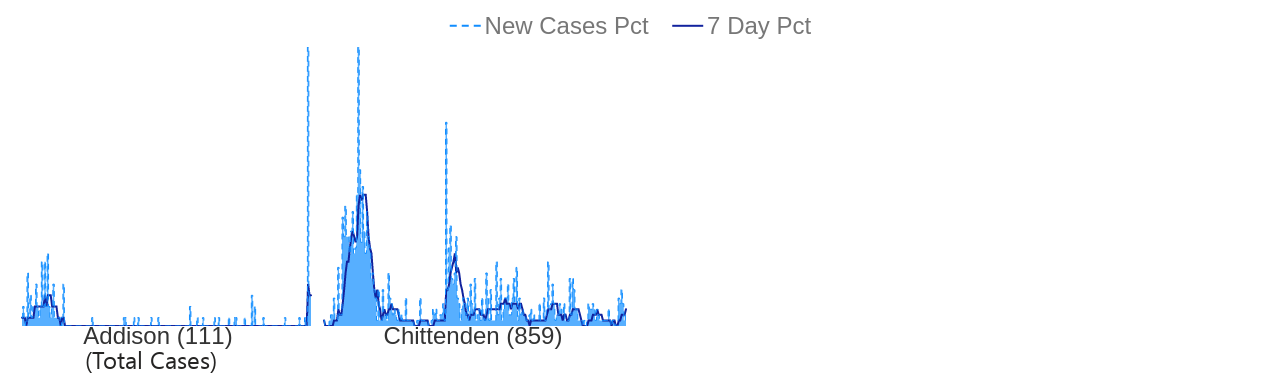 New Cases Pct 7 Day Pct
Addison (111) Chittenden (859)
(Total Cases)